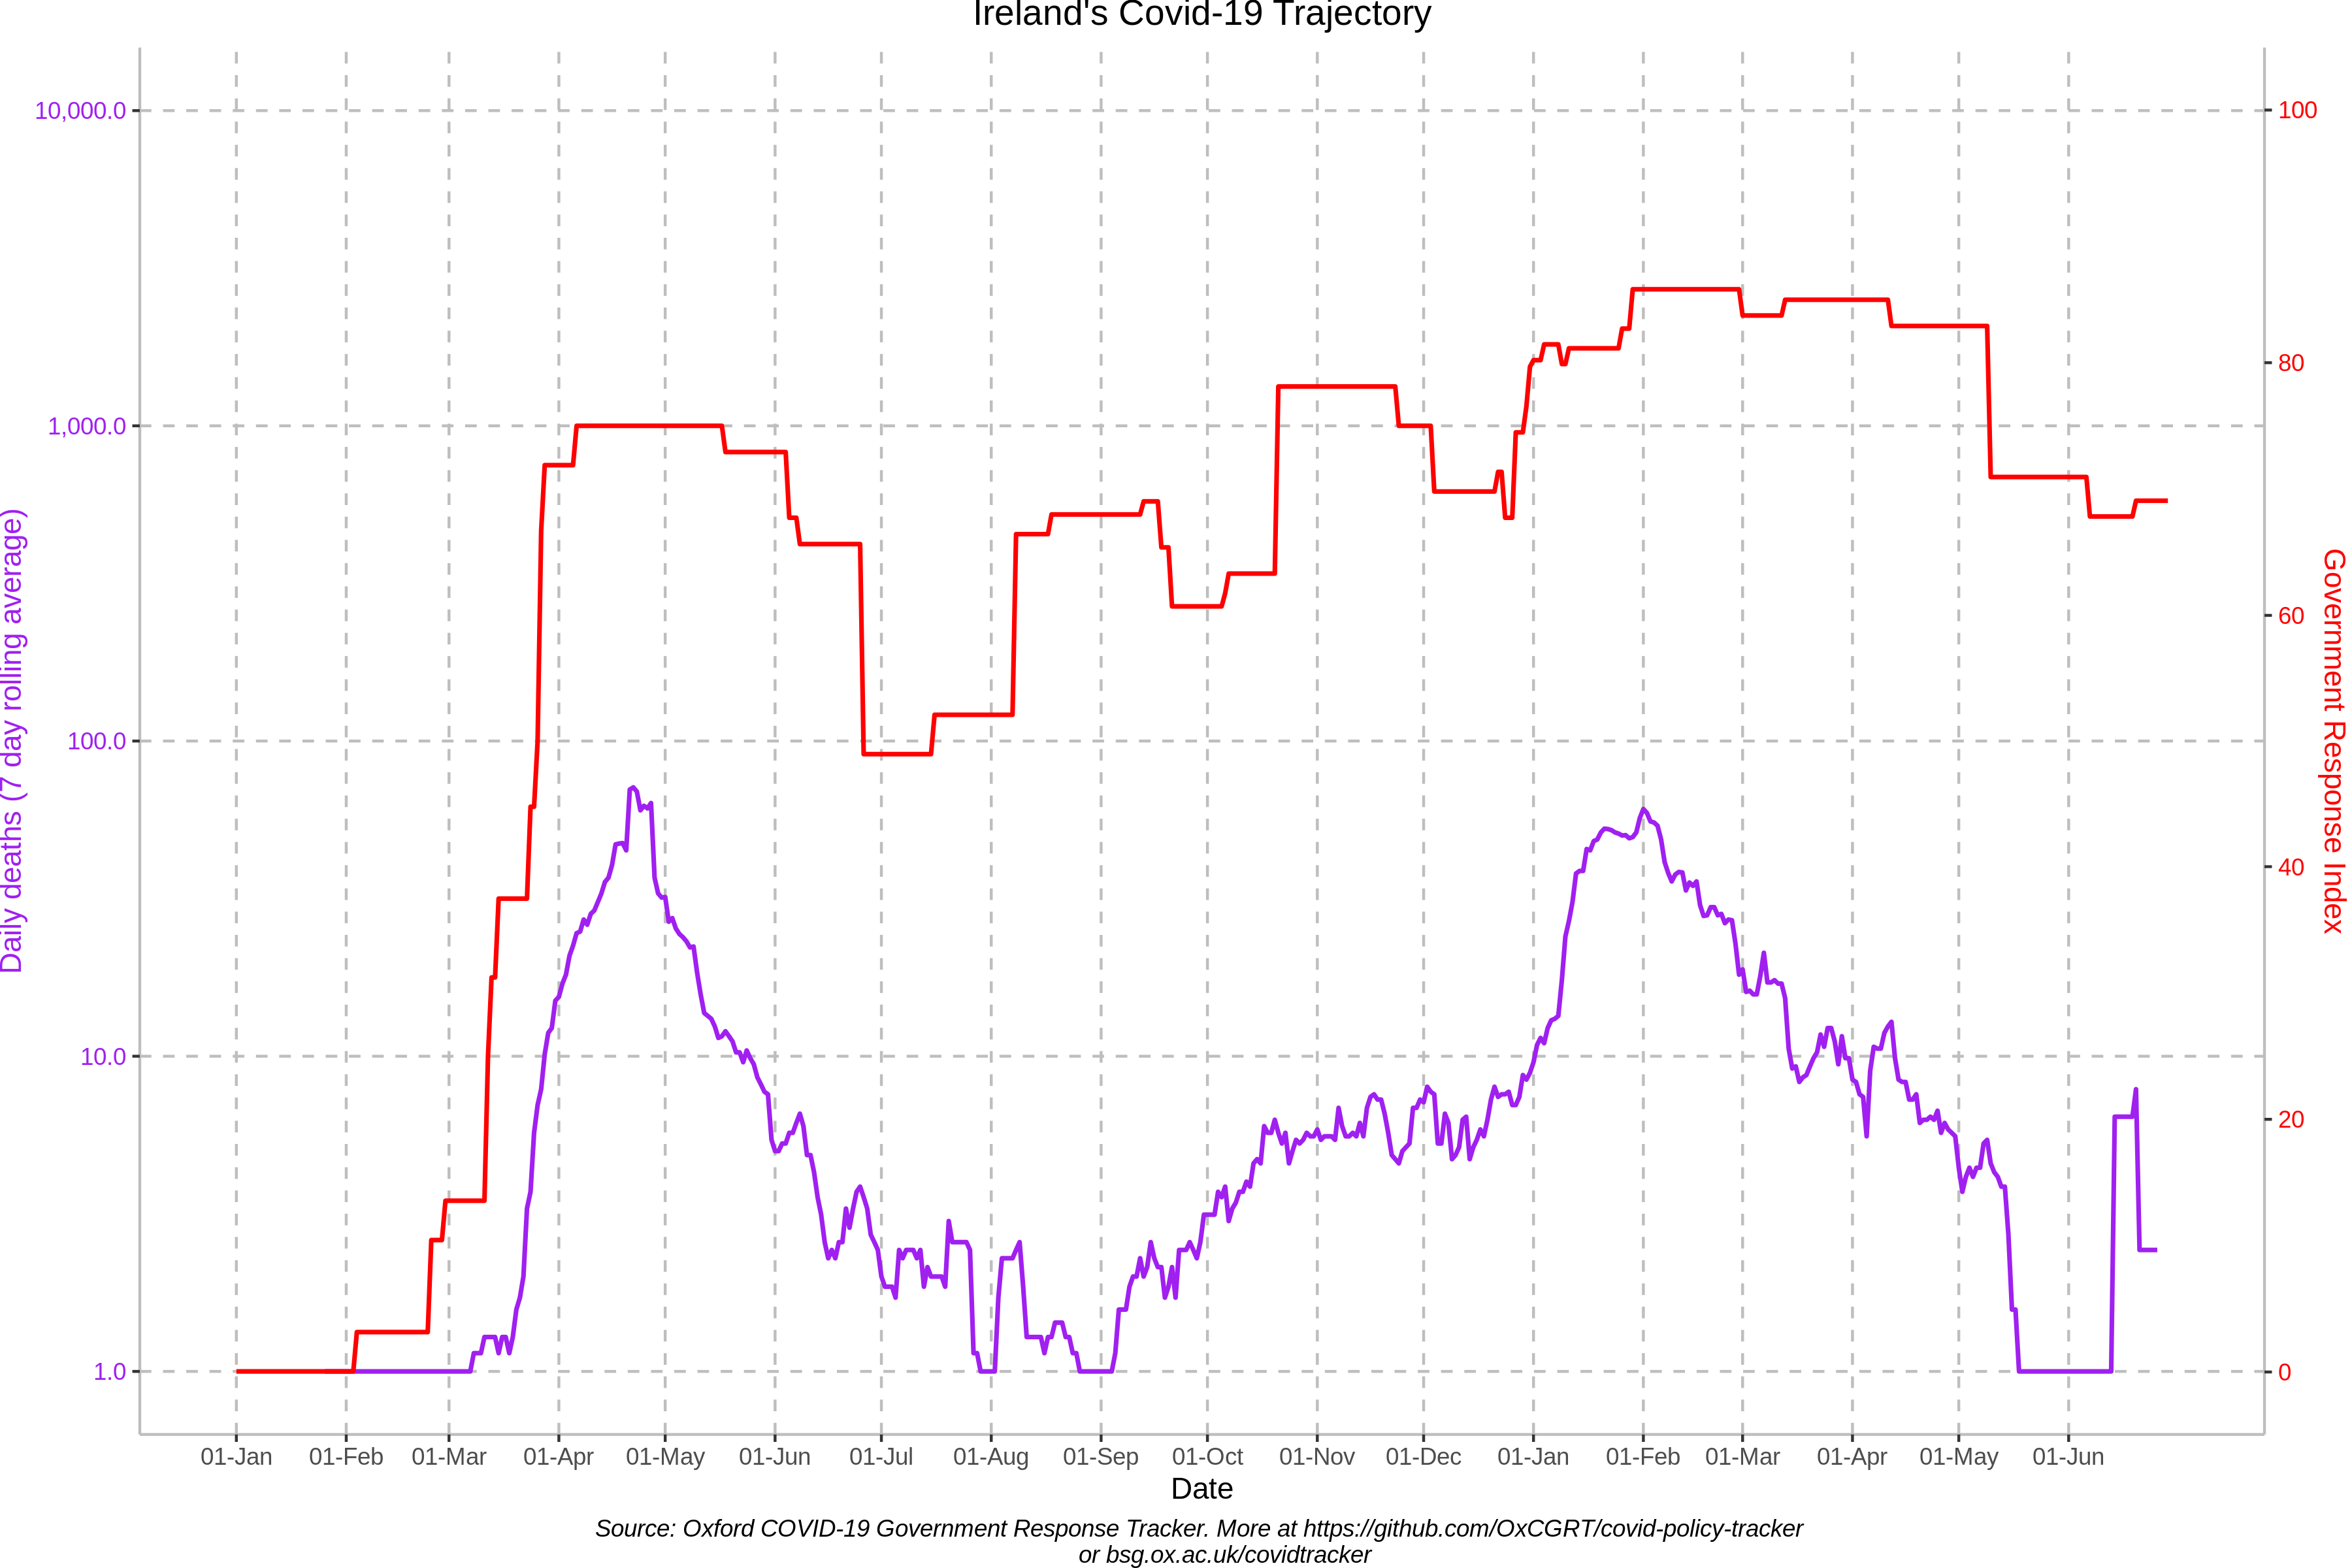 Ireland's Covid-19 Trajectory
10,000.0
1,000.0
100.0
10.0
1.0
Daily deaths (7 day rolling average)
100
80
60
40
20
0
Government Response Index
01-Jan 01-Feb 01-Mar 01-Apr 01-May 01-Jun 01-Jul 01-Aug 01-Sep 01-Oct 01-Nov 01-Dec 01-Jan 01-Feb 01-Mar 01-Apr 01-May 01-Jun
Date
Source: Oxford COVID-19 Government Response Tracker. More at https://github.com/OxCGRT/covid-policy-tracker
or bsg.ox.ac.uk/covidtracker